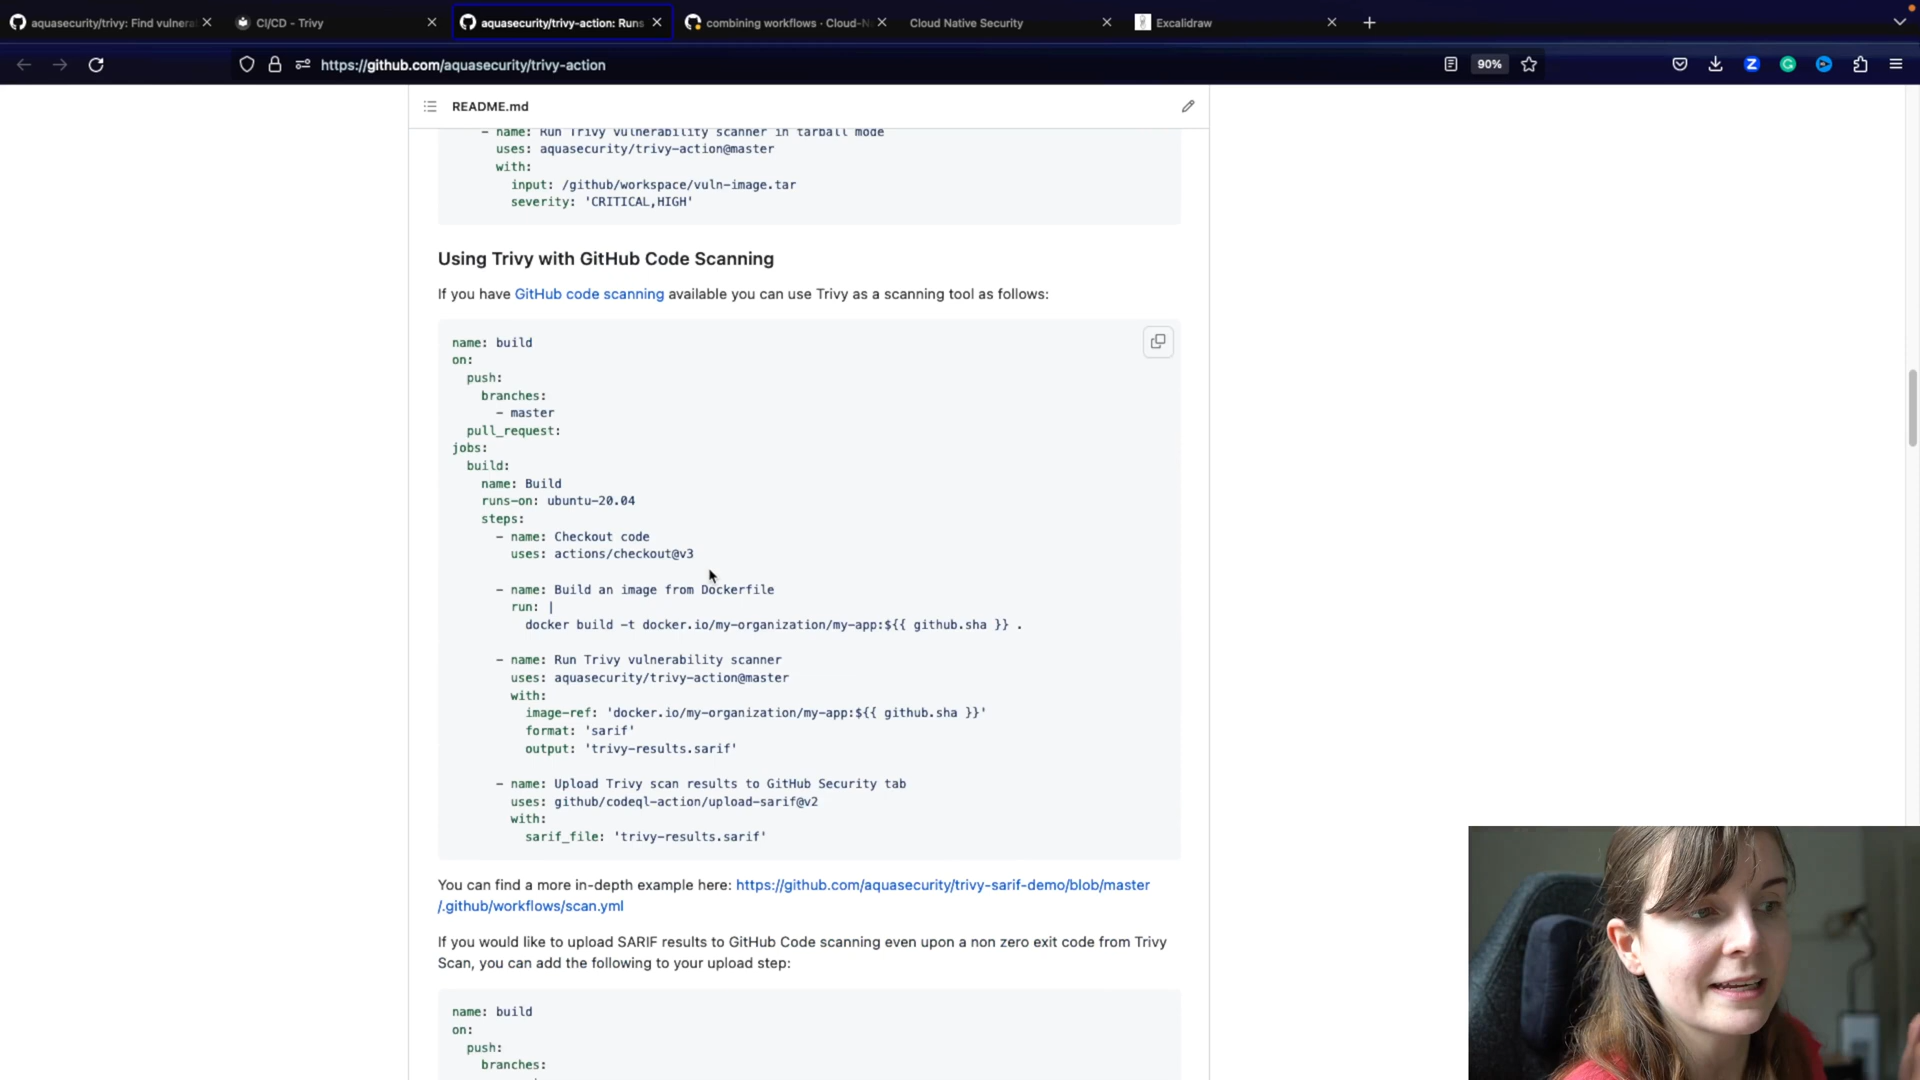 aquasecurity/trivy: Find vulnera
CI/CD - Trivy
aquasecurity/trivy-action: Runs
combining workflows · Cloud-N
Cloud Native Security
Excalidraw
https://github.com/aquasecurity/trivy-action
90%
README.md
- name: Run Trivy vulnerability scanner in tarball mode
uses: aquasecurity/trivy-action@master
with:
input: /github/workspace/vuln-image.tar
severity: 'CRITICAL,HIGH'
Using Trivy with GitHub Code Scanning
If you have GitHub code scanning available you can use Trivy as a scanning tool as follows:
name: build
on:
push:
branches:
- master
pull_request:
jobs:
build:
name: Build
runs-on: ubuntu-20.04
steps:
- name: Checkout code
uses: actions/checkout@v3
- name: Build an image from Dockerfile
run: |
docker build -t docker.io/my-organization/my-app:${{ github.sha }} .
- name: Run Trivy vulnerability scanner
uses: aquasecurity/trivy-action@master
with:
image-ref: 'docker.io/my-organization/my-app:${{ github.sha }}'
format: 'sarif'
output: 'trivy-results.sarif'
- name: Upload Trivy scan results to GitHub Security tab
uses: github/codeql-action/upload-sarif@v2
with:
sarif_file: 'trivy-results.sarif'
You can find a more in-depth example here: https://github.com/aquasecurity/trivy-sarif-demo/blob/master
/.github/workflows/scan.yml
If you would like to upload SARIF results to GitHub Code scanning even upon a non zero exit code from Trivy
Scan, you can add the following to your upload step:
name: build
on:
push:
branches: